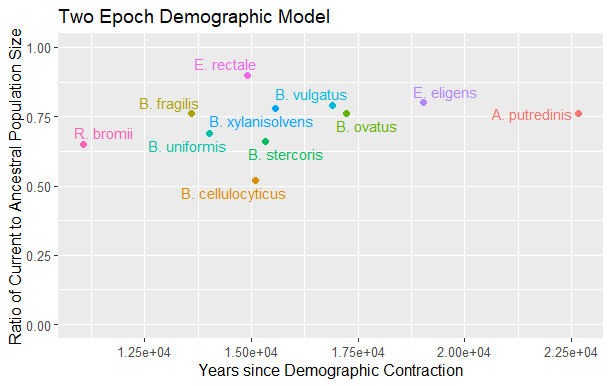 Two Epoch Demographic Model
Ratio of Current to Ancestral Population Size
1.00
0.75
0.50
0.25
0.00
E. rectale
B. vulgatus
E. eligens
B. fragilis
A. putredinis
B. xylanisolvens
B. ovatus
R. bromii
B. uniformis
B. stercoris
B. cellulocyticus
1.25e+04
1.50e+04
1.75e+04
2.00e+04
2.25e+04
Years since Demographic Contraction